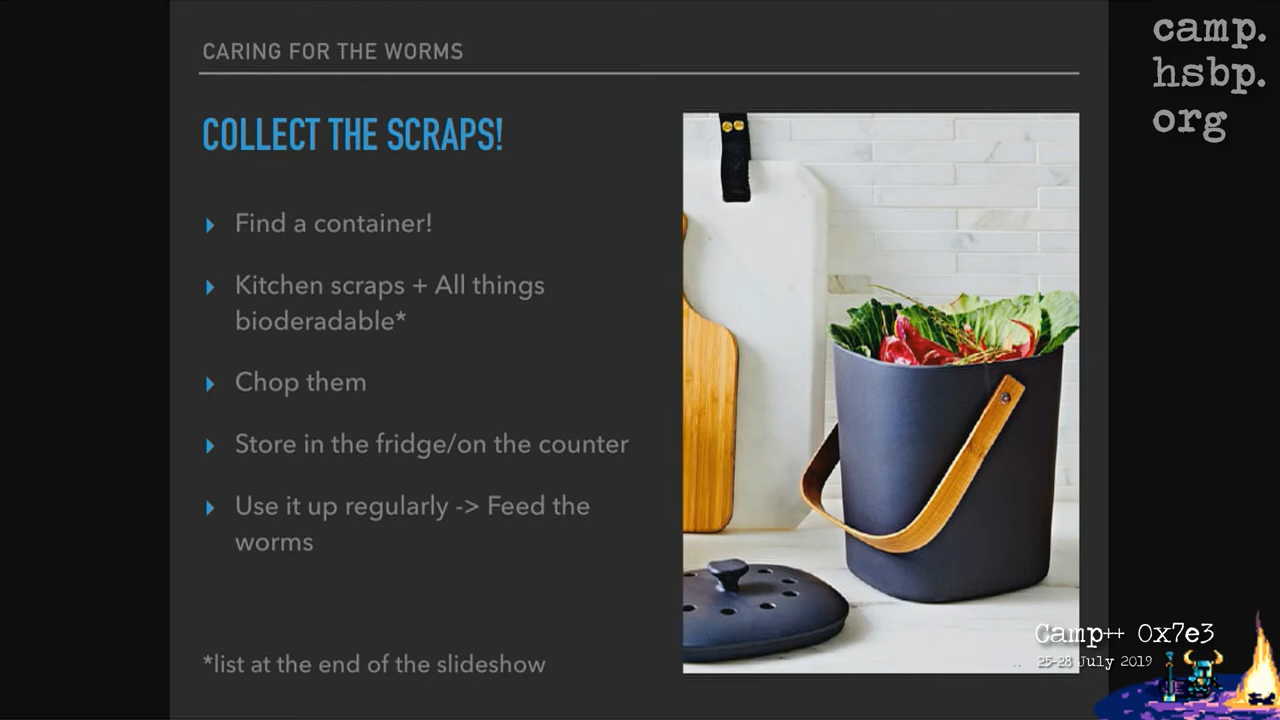 CARING FOR THE WORMS
COLLECT THE SCRAPS!
Find a container!
Kitchen scraps + All things
bioderadable*
Chop them
Store in the fridge/on the counter
Use it up regularly -> Feed the
worms
*list at the end of the slideshow
camp.
hsbp.
org
Camp++ 0x7e3
25-28 July 2019